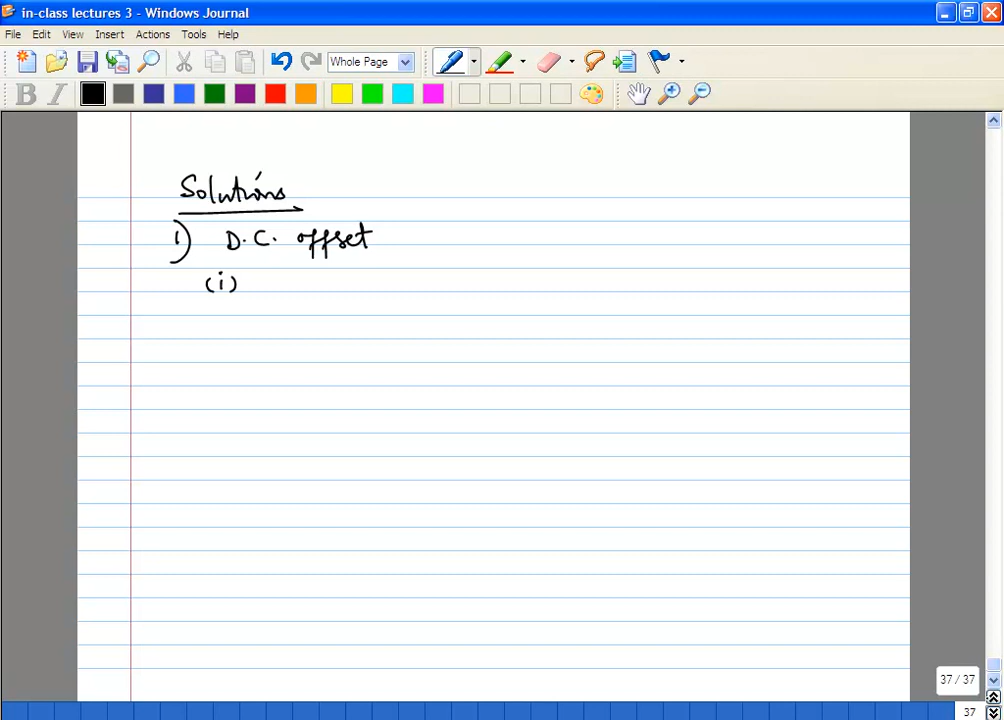 in-class lectures 3 - Windows Journal
File Edit View Insert Actions Tools Help
Whole Page
B I
Solutions
1) D.C. offset
(i)
37 / 37
37